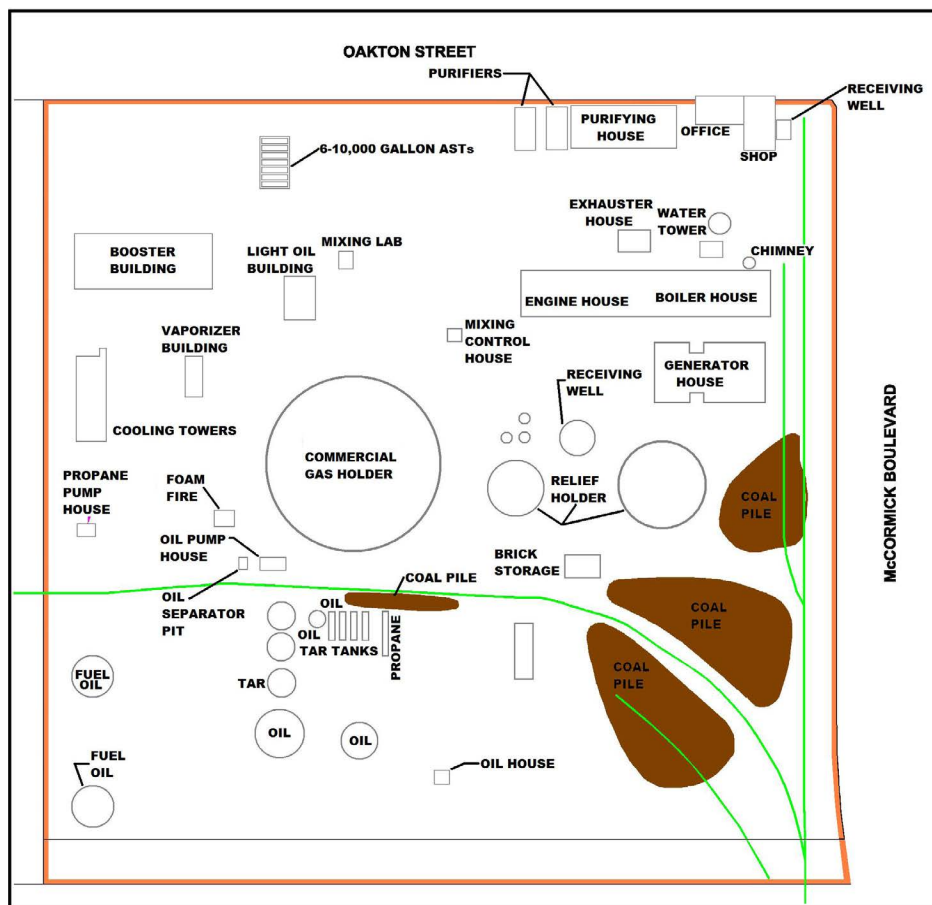 OAKTON STREET
PURIFIERS
RECEIVING
WELL
PURIFYING
HOUSE
OFFICE
SHOP
6-10,000 GALLON ASTs
EXHAUSTER
HOUSE
WATER
TOWER
CHIMNEY
BOOSTER
BUILDING
LIGHT OIL
BUILDING
MIXING LAB
ENGINE HOUSE
BOILER HOUSE
VAPORIZER
BUILDING
MIXING
CONTROL
HOUSE
GENERATOR
HOUSE
RECEIVING
WELL
McCORMICK BOULEVARD
COOLING TOWERS
COMMERCIAL
GAS HOLDER
PROPANE
PUMP
HOUSE
FOAM
FIRE
RELIEF
HOLDER
COAL
PILE
OIL PUMP
HOUSE
BRICK
STORAGE
COAL PILE
OIL
SEPARATOR
PIT
OIL
OIL
TAR TANKS
PROPANE
COAL
PILE
COAL
PILE
FUEL
OIL
TAR
OIL
OIL
FUEL
OIL
OIL HOUSE